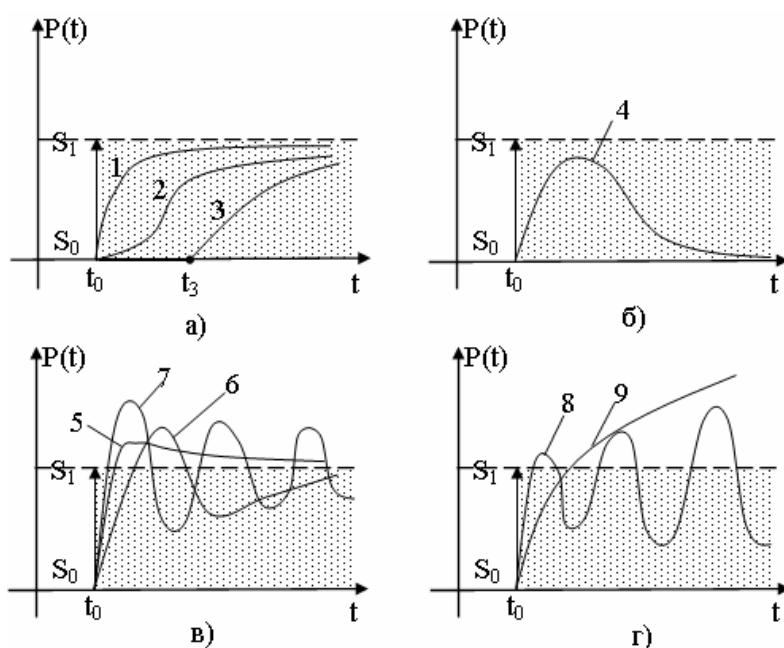 P(t)
S₁
1
2
3
S₀
t₀
t₃
t
а)
P(t)
S₁
4
S₀
t₀
t
б)
P(t)
7
6
5
S₁
S₀
t₀
t
в)
P(t)
8
9
S₁
S₀
t₀
t
г)